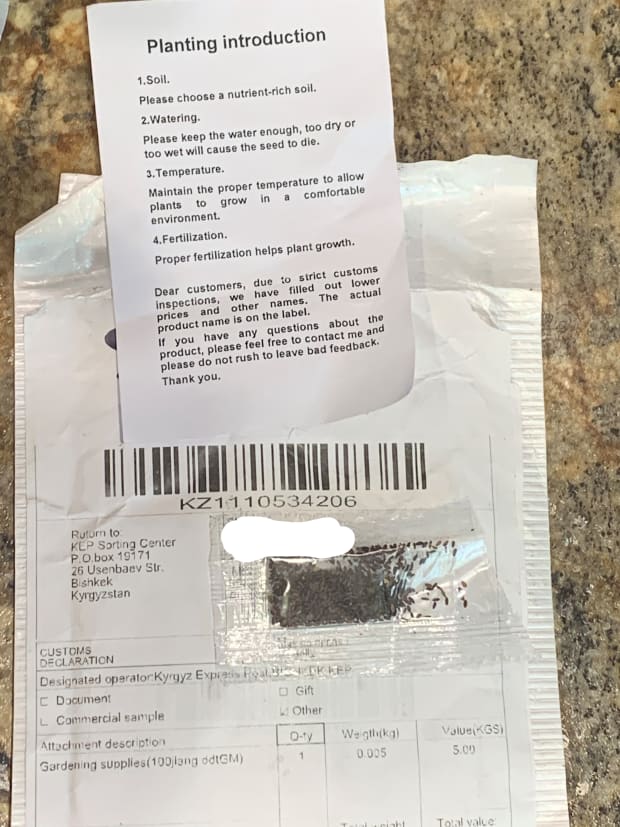 Planting introduction
1.Soil.
Please choose a nutrient-rich soil.
2.Watering.
Please keep the water enough, too dry or
too wet will cause the seed to die.
3.Temperature.
Maintain the proper temperature to allow
plants to grow in a comfortable
environment.
4.Fertilization.
Proper fertilization helps plant growth.
Dear customers, due to strict customs
inspections, we have filled out lower
prices and other names. The actual
product name is on the label.
If you have any questions about the
product, please feel free to contact me and
please do not rush to leave bad feedback.
Thank you.
KZ1110534206
Return to:
KEP Sorting Center
P.O.box 19171
26 Usenbaev Str.
Bishkek
Kyrgyzstan
CUSTOMS
DECLARATION
Designated operator:Kyrgyz Express Post
KEP
Document
Gift
Commercial sample
Other
Attachment description
Q-ty
Weigth(kg)
Value(KGS)
Gardening supplies(100jiang ddtGM)
1
0.005
5.00
Total value: